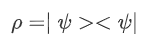 ρ =| ψ >< ψ|